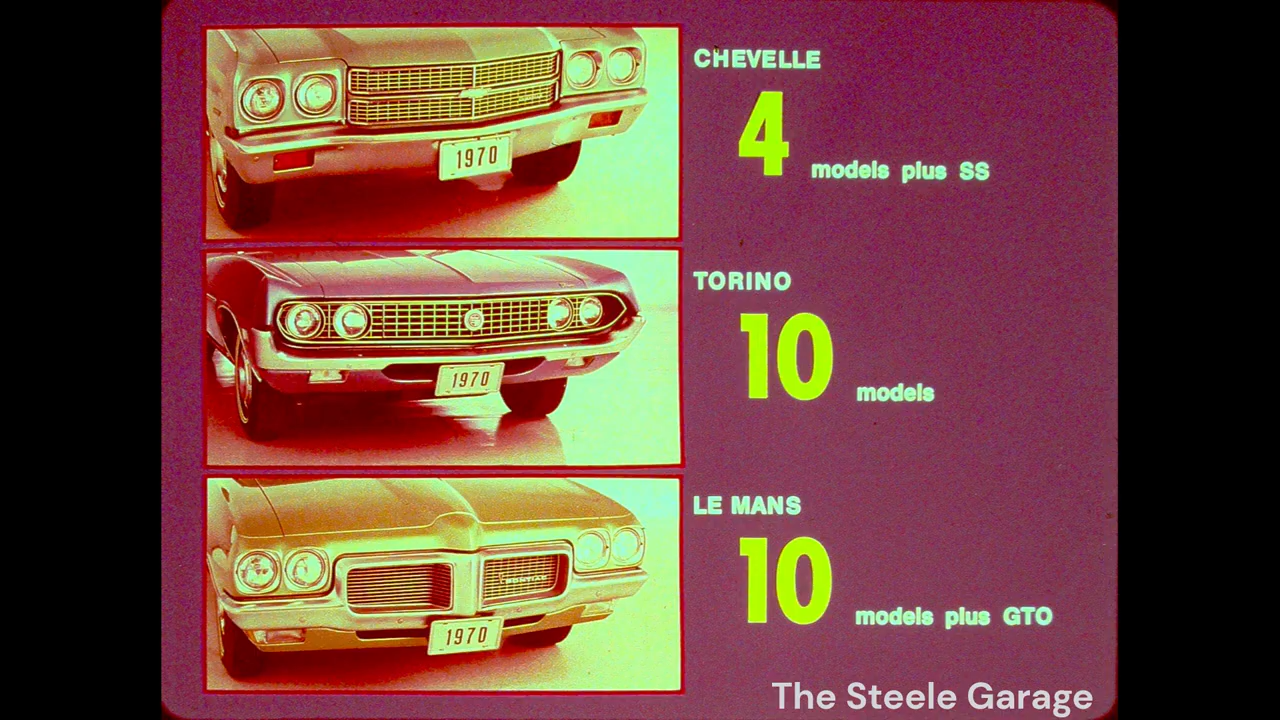 CHEVELLE
4 models plus SS
1970
TORINO
10 models
1970
LE MANS
10 models plus GTO
PONTIAC
1970
The Steele Garage